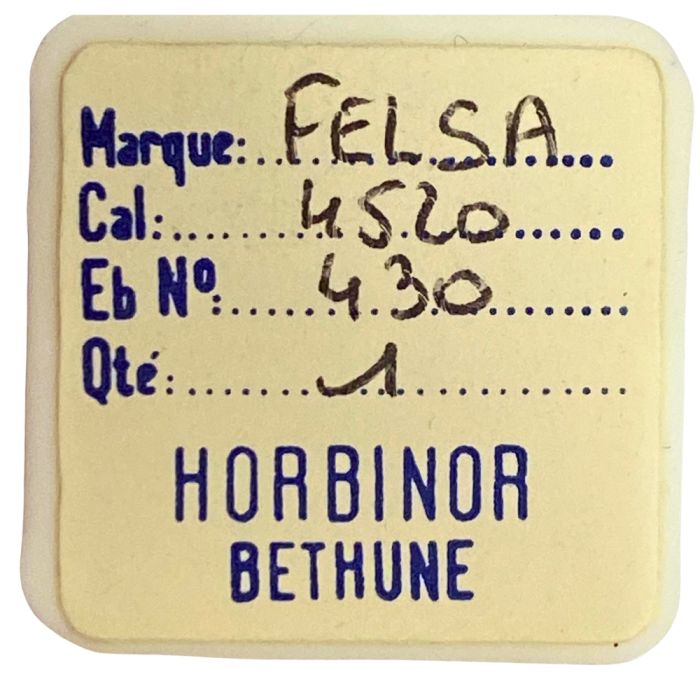 Marque: FELSA
Cal: 4520
Eb Nº: 430
Qté: 1
HORBINOR
BETHUNE